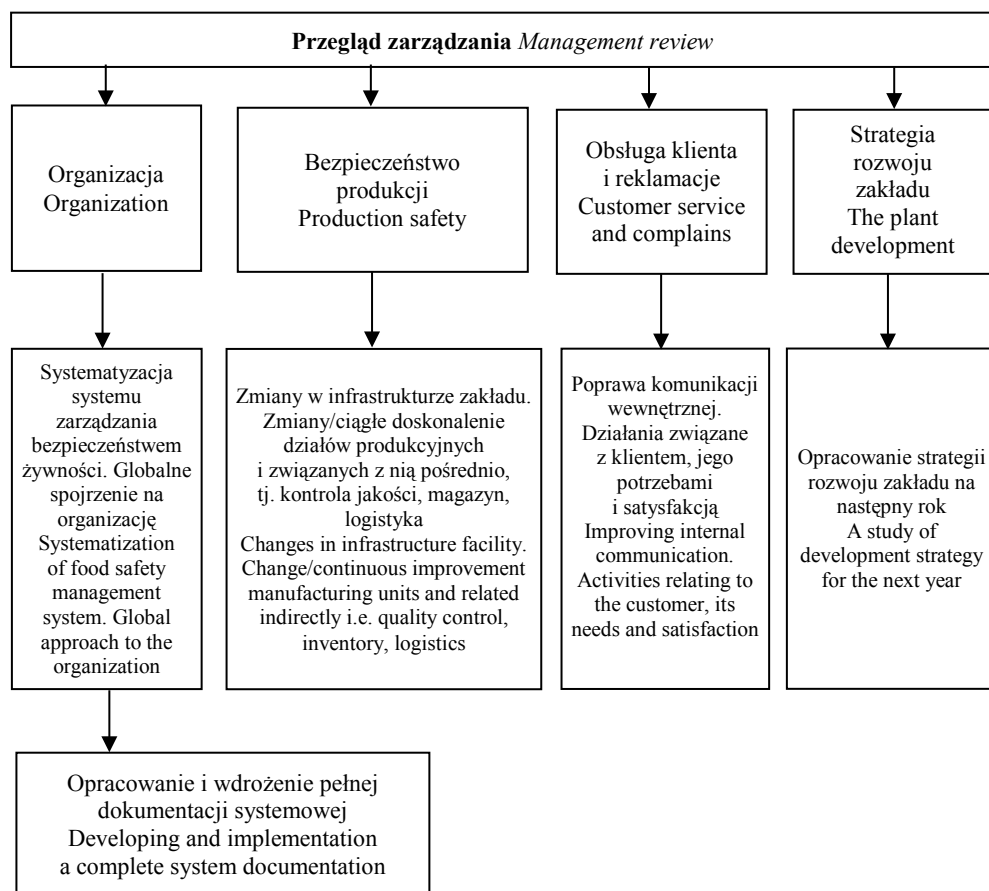 Przegląd zarządzania Management review
Organizacja
Organization
Bezpieczeństwo
produkcji
Production safety
Obsługa klienta
i reklamacje
Customer service
and complains
Strategia
rozwoju
zakładu
The plant
development
Systematyzacja
systemu
zarządzania
bezpieczeństwem
żywności. Globalne
spojrzenie na
organizację
Systematization
of food safety
management
system. Global
approach to the
organization
Zmiany w infrastrukturze zakładu.
Zmiany/ciągłe doskonalenie
działów produkcyjnych
i związanych z nią pośrednio,
tj. kontrola jakości, magazyn,
logistyka
Changes in infrastructure facility.
Change/continuous improvement
manufacturing units and related
indirectly i.e. quality control,
inventory, logistics
Poprawa komunikacji
wewnętrznej.
Działania związane
z klientem, jego
potrzebami
i satysfakcją
Improving internal
communication.
Activities relating to
the customer, its
needs and satisfaction
Opracowanie strategii
rozwoju zakładu na
następny rok
A study of
development strategy
for the next year
Opracowanie i wdrożenie pełnej
dokumentacji systemowej
Developing and implementation
a complete system documentation